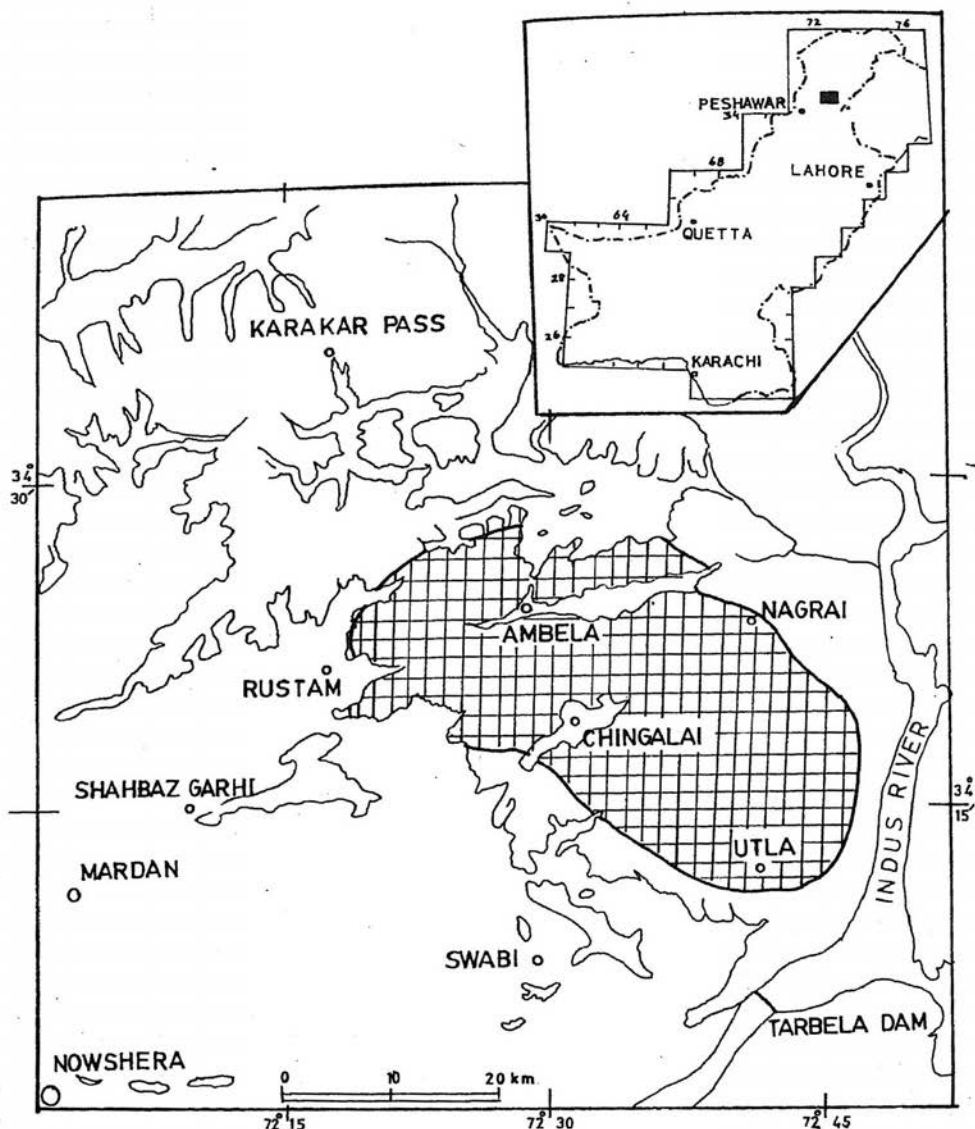 72 76
PESHAWAR
34
68
LAHORE
64
QUETTA
28
26
KARACHI
KARAKAR PASS
34°
30'
AMBELA
NAGRAI
RUSTAM
CHINGALAI
SHAHBAZ GARHI
34°
15'
UTLA
MARDAN
INDUS RIVER
SWABI
TARBELA DAM
NOWSHERA
0 10 20 km.
72° 15' 72° 30' 72° 45'